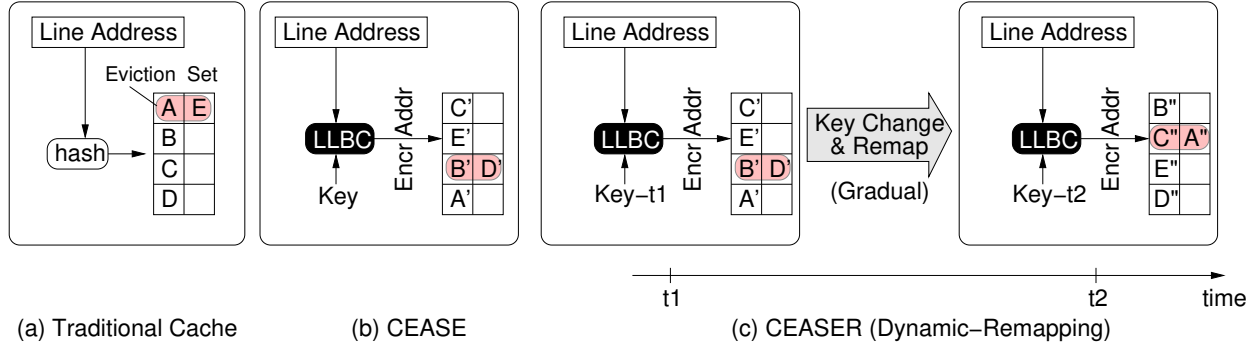 Line Address
Eviction Set
A E
B
C
D
hash
(a) Traditional Cache
Line Address
LLBC
Key
Encr Addr
C'
E'
B' D'
A'
(b) CEASE
Line Address
LLBC
Key−t1
Encr Addr
C'
E'
B' D'
A'
Key Change
& Remap
(Gradual)
Line Address
LLBC
Key−t2
Encr Addr
B"
C" A"
E"
D"
t1
t2
time
(c) CEASER (Dynamic−Remapping)